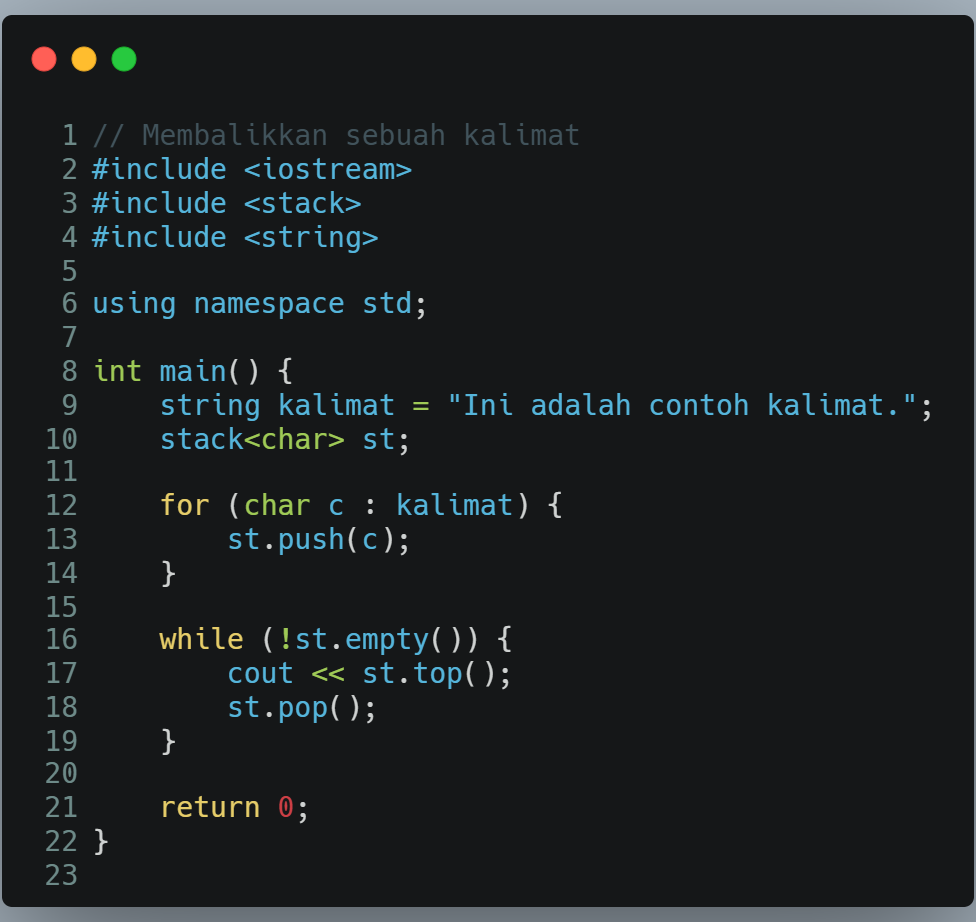 1 // Membalikkan sebuah kalimat
2 #include <iostream>
3 #include <stack>
4 #include <string>
5
6 using namespace std;
7
8 int main() {
9     string kalimat = "Ini adalah contoh kalimat.";
10     stack<char> st;
11
12     for (char c : kalimat) {
13         st.push(c);
14     }
15
16     while (!st.empty()) {
17         cout << st.top();
18         st.pop();
19     }
20
21     return 0;
22 }
23